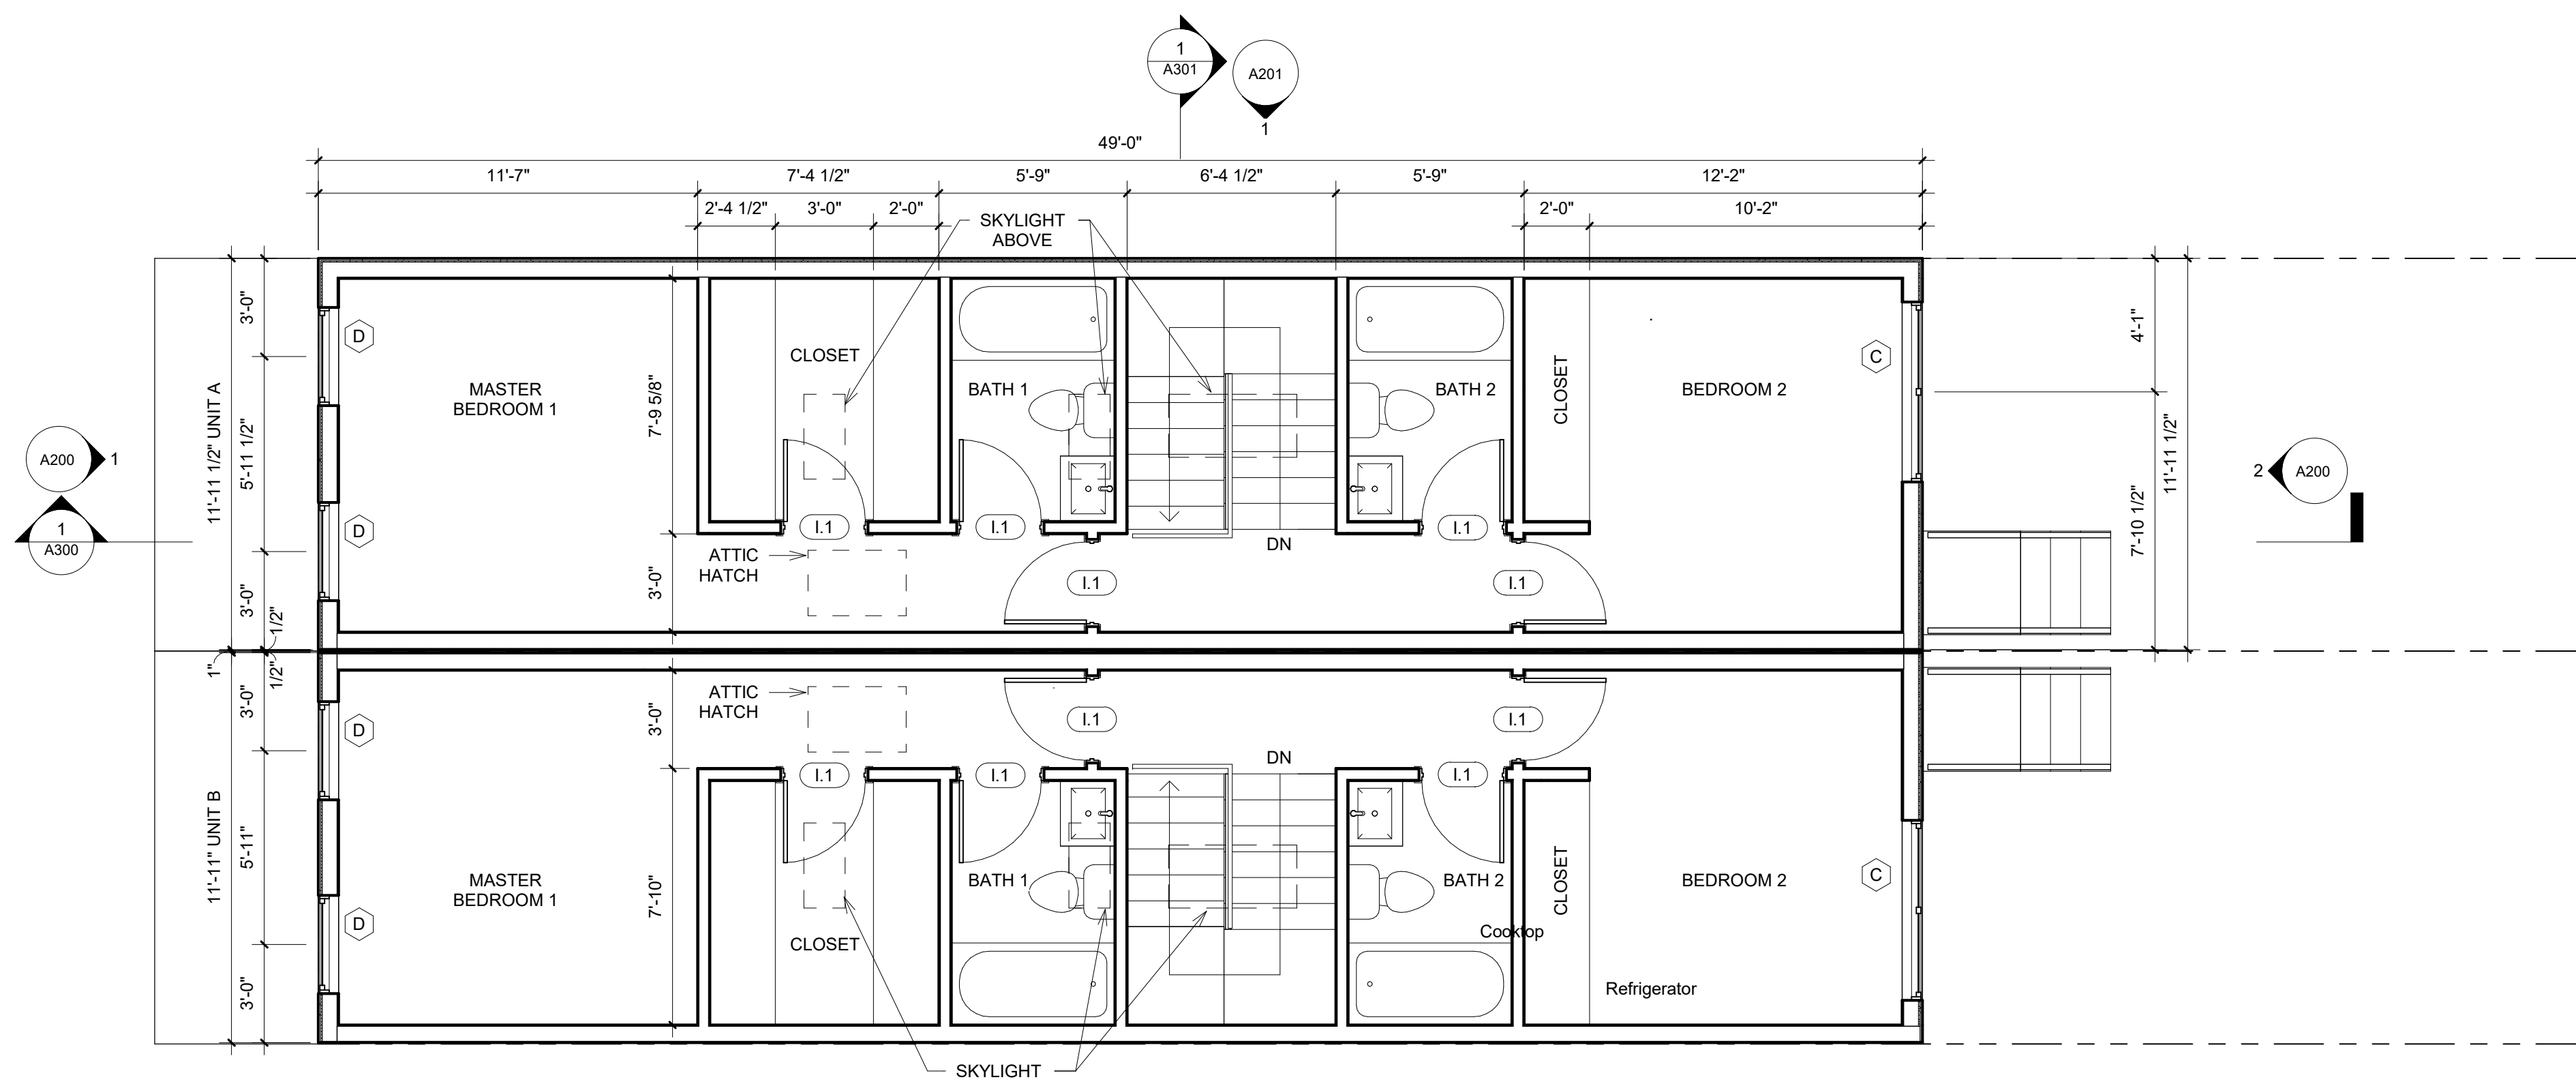 1
A301
A201
1
49'-0"
11'-7"
7'-4 1/2"
5'-9"
6'-4 1/2"
5'-9"
12'-2"
2'-4 1/2"
3'-0"
2'-0"
2'-0"
10'-2"
SKYLIGHT
ABOVE
11'-11 1/2" UNIT A
3'-0"
5'-11 1/2"
3'-0"
1/2"
D
D
MASTER
BEDROOM 1
7'-9 5/8"
3'-0"
CLOSET
BATH 1
BATH 2
CLOSET
BEDROOM 2
C
4'-1"
7'-10 1/2"
11'-11 1/2"
A200
1
1
A300
2
A200
I.1
I.1
I.1
DN
ATTIC
HATCH
I.1
I.1
1"
1/2"
3'-0"
5'-11"
3'-0"
11'-11" UNIT B
D
D
ATTIC
HATCH
3'-0"
I.1
I.1
DN
I.1
I.1
I.1
MASTER
BEDROOM 1
7'-10"
CLOSET
BATH 1
BATH 2
CLOSET
BEDROOM 2
C
Cooktop
Refrigerator
SKYLIGHT